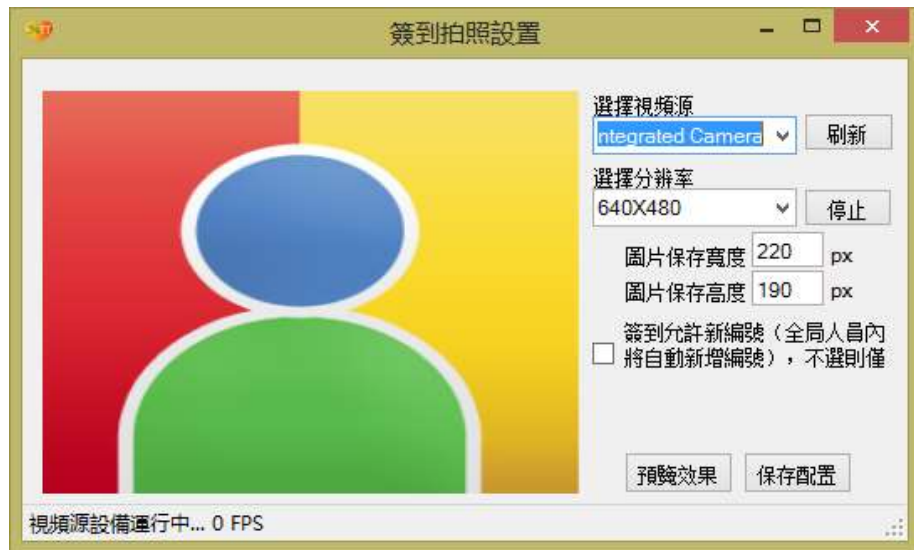 簽到拍照設置
選擇視頻源
ntegrated Camera
刷新
選擇分辨率
640X480
停止
圖片保存寬度 220 px
圖片保存高度 190 px
簽到允許新編號（全局人員內
將自動新增編號），不選則僅
預覽效果
保存配置
視頻源設備運行中... 0 FPS